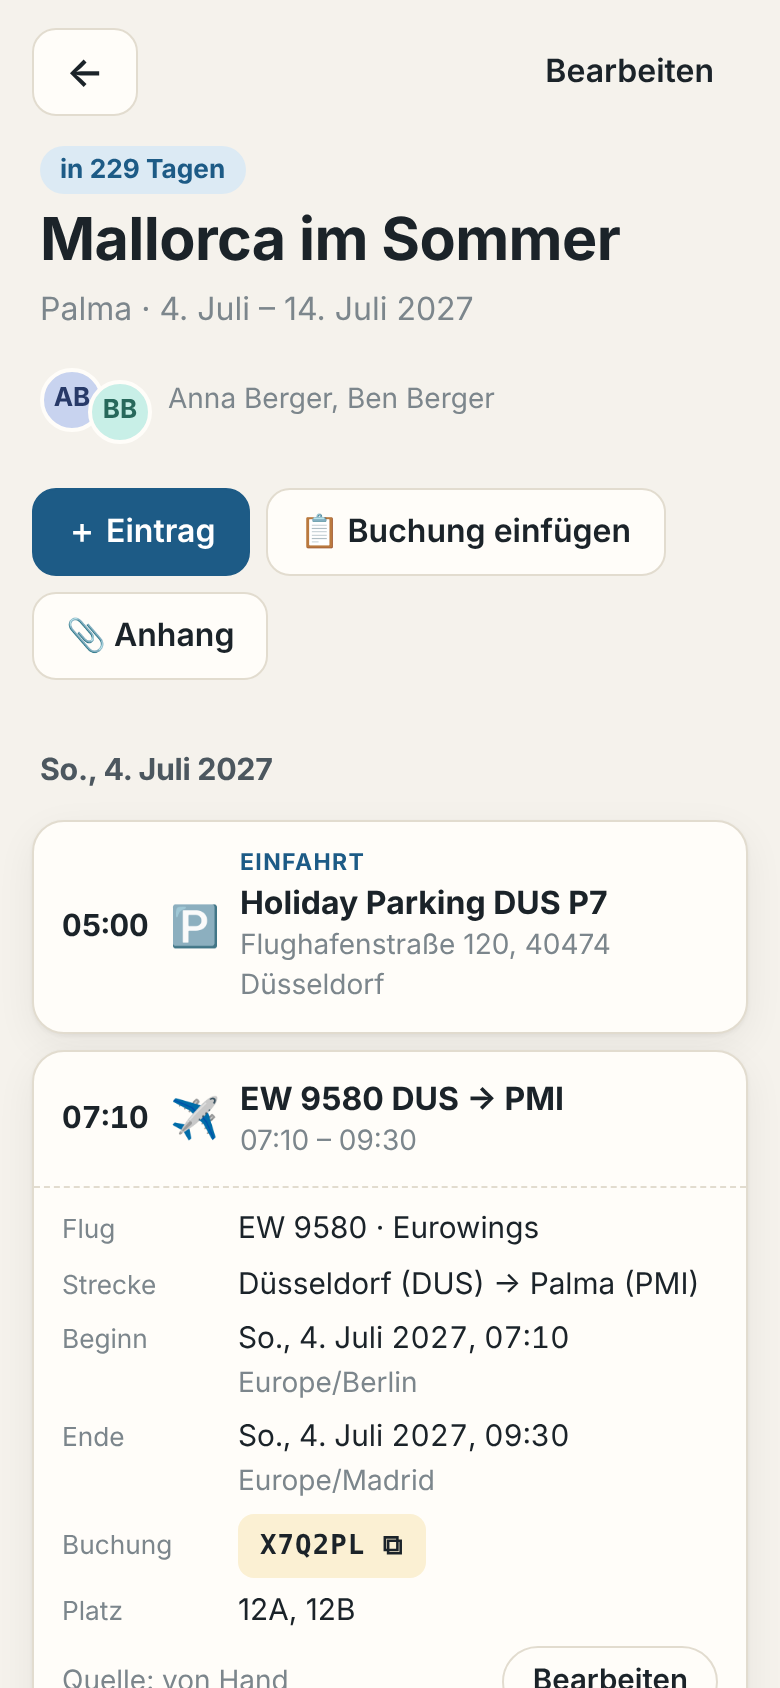 ←
Bearbeiten
in 229 Tagen
Mallorca im Sommer
Palma · 4. Juli – 14. Juli 2027
AB BB Anna Berger, Ben Berger
+ Eintrag
📋 Buchung einfügen
📎 Anhang
So., 4. Juli 2027
EINFAHRT
05:00 🅿️ Holiday Parking DUS P7
Flughafenstraße 120, 40474
Düsseldorf
07:10 ✈️ EW 9580 DUS → PMI
07:10 – 09:30
Flug EW 9580 · Eurowings
Strecke Düsseldorf (DUS) → Palma (PMI)
Beginn So., 4. Juli 2027, 07:10
Europe/Berlin
Ende So., 4. Juli 2027, 09:30
Europe/Madrid
Buchung X7Q2PL ⧉
Platz 12A, 12B
Quelle: von Hand Bearbeiten